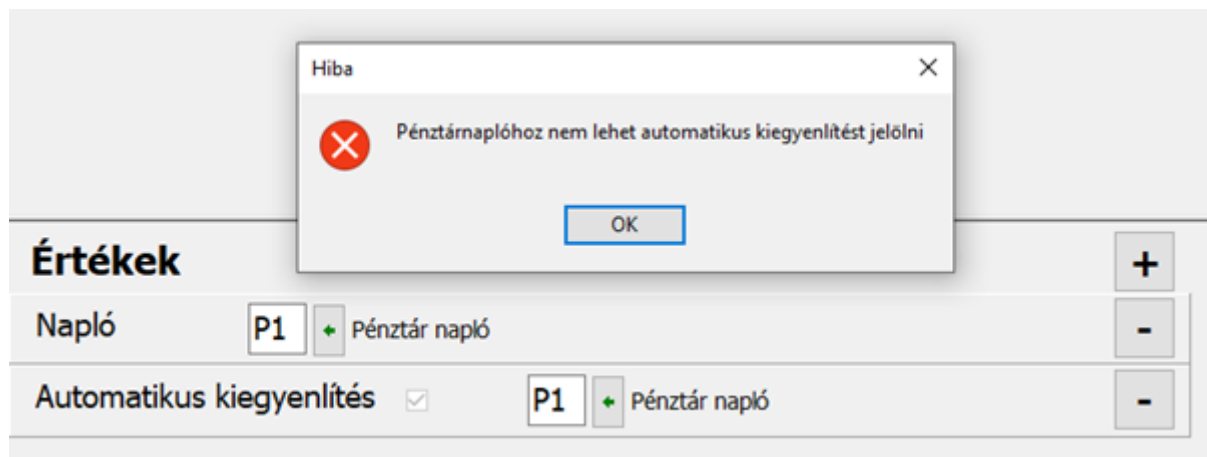 Hiba
Pénztárnaplóhoz nem lehet automatikus kiegyenlítést jelölni
OK
Értékek +
Napló P1 Pénztár napló -
Automatikus kiegyenlítés P1 Pénztár napló -